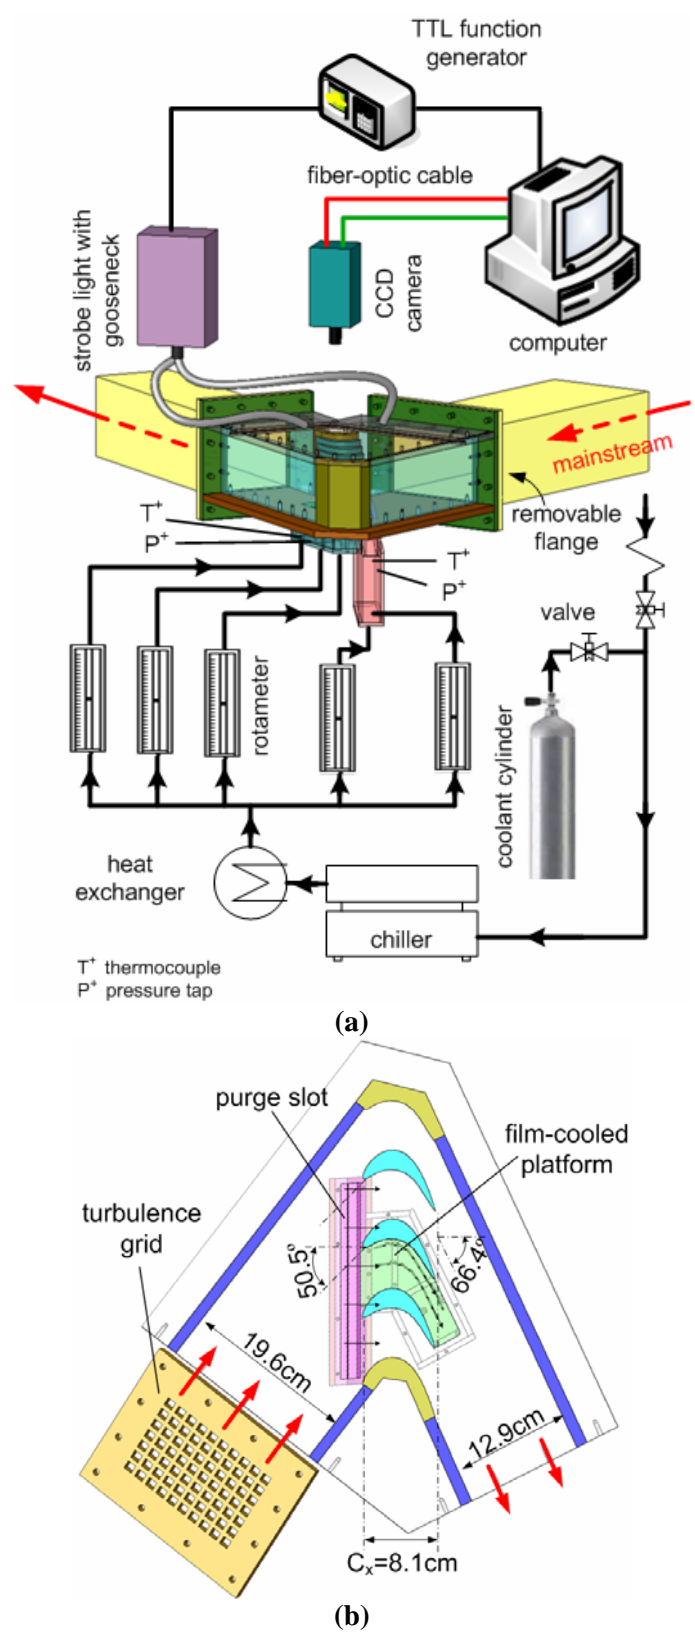 TTL function
generator
fiber-optic cable
strobe light with
gooseneck
CCD
camera
computer
mainstream
removable
flange
T+
P+
T+
P+
valve
rotameter
coolant cylinder
heat
exchanger
chiller
T+ thermocouple
P+ pressure tap
(a)
purge slot
film-cooled
platform
turbulence
grid
50.5°
66.4°
19.6cm
12.9cm
Cx=8.1cm
(b)